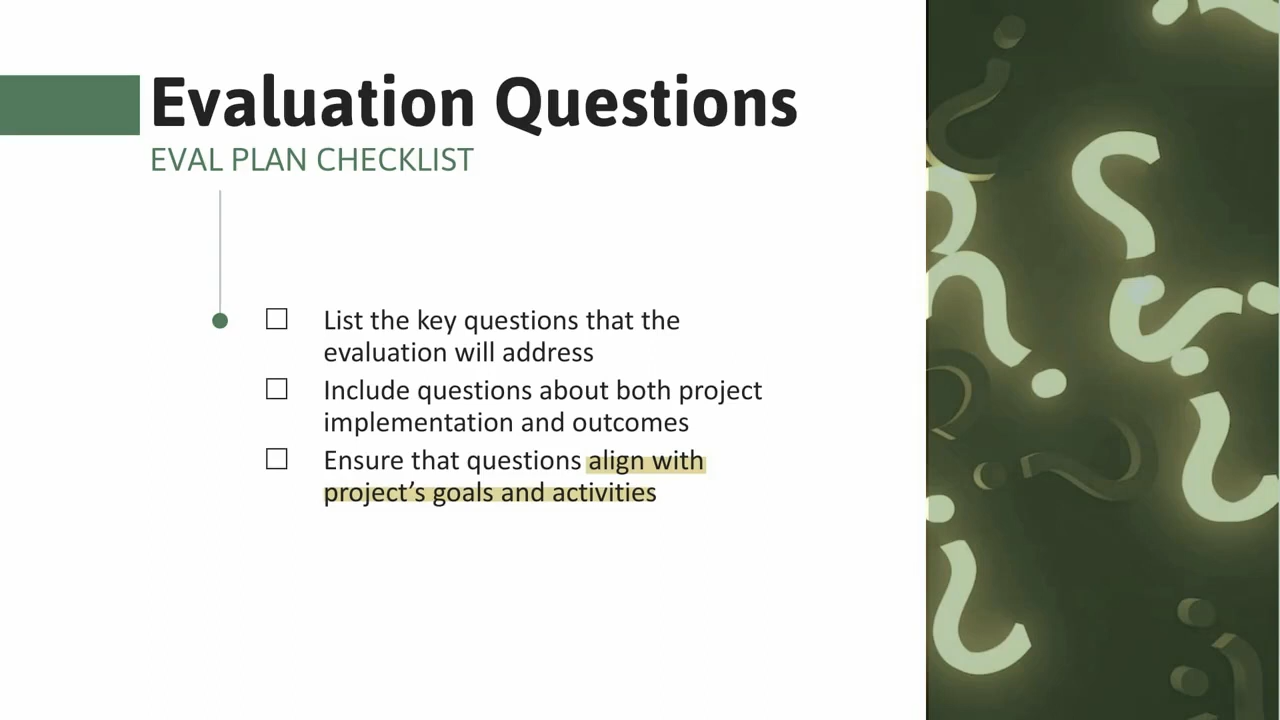 Evaluation Questions
EVAL PLAN CHECKLIST
☐ List the key questions that the
evaluation will address
☐ Include questions about both project
implementation and outcomes
☐ Ensure that questions align with
project’s goals and activities